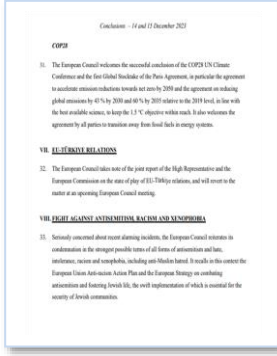 Conclusions – 14 and 15 December 2023
COP28
31. The European Council welcomes the successful conclusion of the COP28 UN Climate
Conference and the first Global Stocktake of the Paris Agreement, in particular the agreement
to accelerate emission reductions towards net zero by 2050 and the agreement on reducing
global emissions by 43 % by 2030 and 60 % by 2035 relative to the 2019 level, in line with
the best available science, to keep the 1.5 °C objective within reach. It also welcomes the
agreement by all parties to transition away from fossil fuels in energy systems.
VII. EU-TÜRKIYE RELATIONS
32. The European Council takes note of the joint report of the High Representative and the
European Commission on the state of play of EU-Türkiye relations, and will revert to the
matter at an upcoming European Council meeting.
VIII. FIGHT AGAINST ANTISEMITISM, RACISM AND XENOPHOBIA
33. Seriously concerned about recent alarming incidents, the European Council reiterates its
condemnation in the strongest possible terms of all forms of antisemitism and hate,
intolerance, racism and xenophobia, including anti-Muslim hatred. It recalls in this context the
European Union Anti-racism Action Plan and the European Strategy on combating
antisemitism and fostering Jewish life, the swift implementation of which is essential for the
security of Jewish communities.